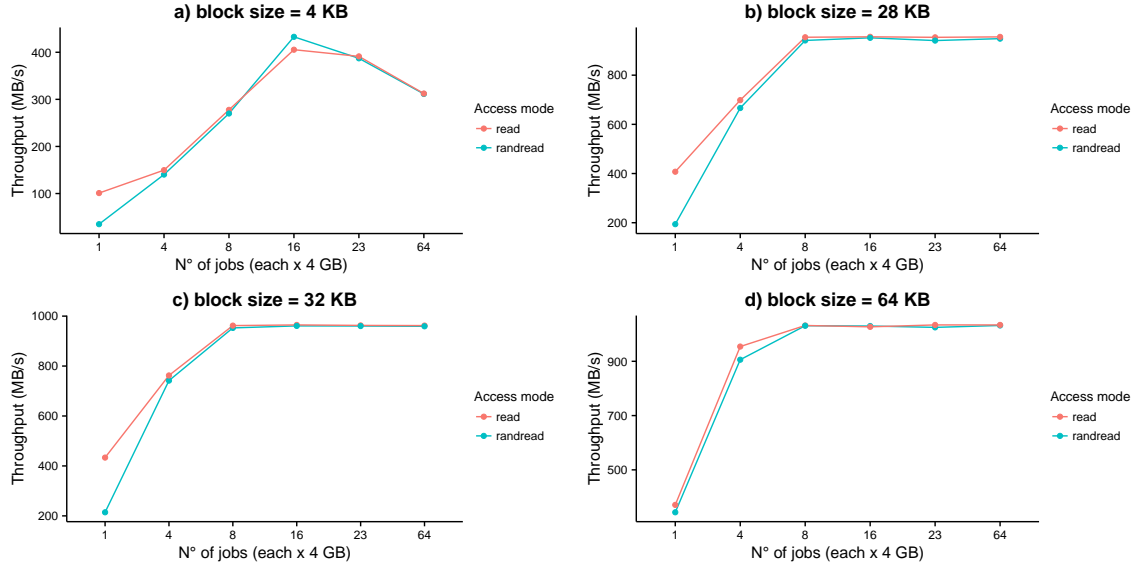 a) block size = 4 KB
400
300
200
100
Throughput (MB/s)
1 4 8 16 23 64
N° of jobs (each x 4 GB)
Access mode
read
randread
b) block size = 28 KB
800
600
400
200
Throughput (MB/s)
1 4 8 16 23 64
N° of jobs (each x 4 GB)
Access mode
read
randread
c) block size = 32 KB
1000
800
600
400
200
Throughput (MB/s)
1 4 8 16 23 64
N° of jobs (each x 4 GB)
Access mode
read
randread
d) block size = 64 KB
900
700
500
Throughput (MB/s)
1 4 8 16 23 64
N° of jobs (each x 4 GB)
Access mode
read
randread